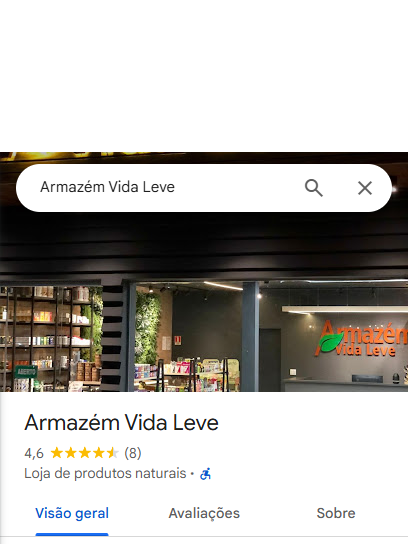 Armazém Vida Leve
ABERTO
Armazém
Vida Leve
Armazém Vida Leve
4,6 (8)
Loja de produtos naturais ·
Visão geral Avaliações Sobre